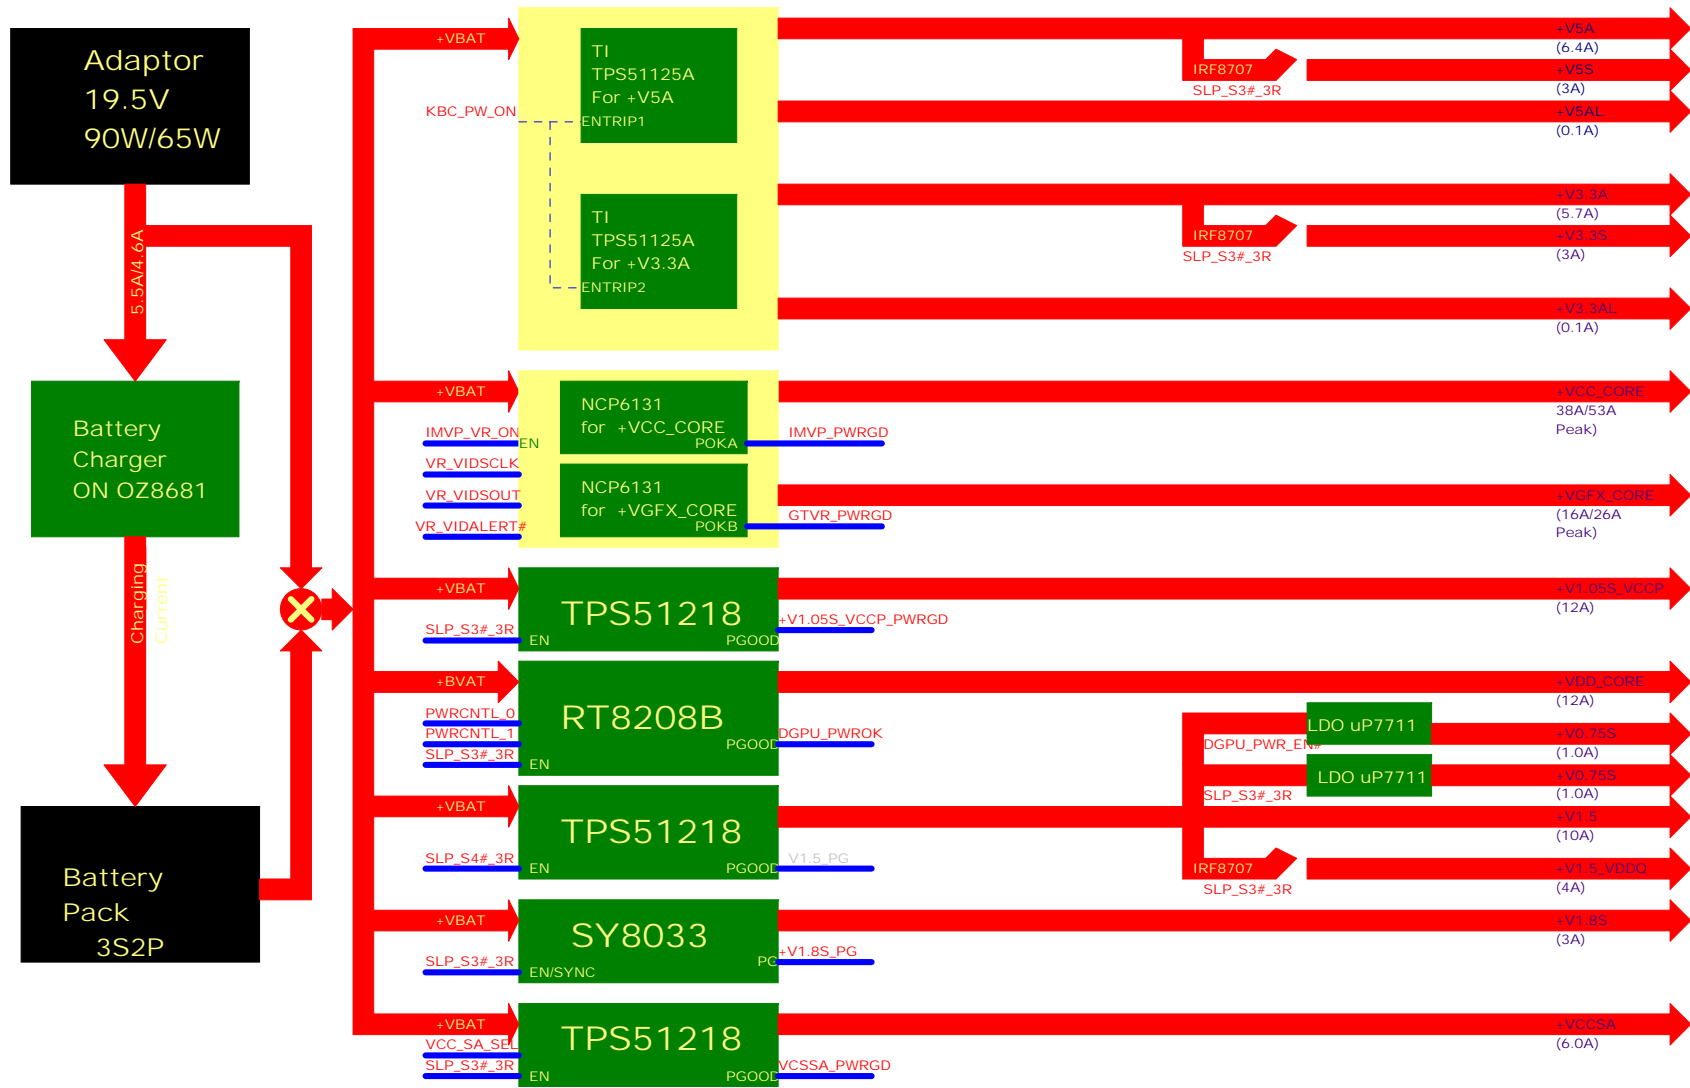 Adaptor
19.5V
90W/65W
5.5A/4.6A
Battery
Charger
ON OZ8681
Charging
Current
Battery
Pack
3S2P
+VBAT
TI
TPS51125A
For +V5A
KBC_PW_ON
ENTRIP1
TI
TPS51125A
For +V3.3A
ENTRIP2
+V5A
(6.4A)
IRF8707
SLP_S3#_3R
+V5S
(3A)
+V5AL
(0.1A)
+V3.3A
(5.7A)
IRF8707
SLP_S3#_3R
+V3.3S
(3A)
+V3.3AL
(0.1A)
+VBAT
NCP6131
for +VCC_CORE
POKA
IMVP_VR_ON
EN
IMVP_PWRGD
VR_VIDSCLK
VR_VIDSOUT
VR_VIDALERT#
NCP6131
for +VGFX_CORE
POKB
GTVR_PWRGD
+VCC_CORE
38A/53A
Peak)
+VGFX_CORE
(16A/26A
Peak)
+VBAT
TPS51218
SLP_S3#_3R
EN
PGOOD
+V1.05S_VCCP_PWRGD
+V1.05S_VCCP
(12A)
+BVAT
RT8208B
PWRCNTL_0
PWRCNTL_1
SLP_S3#_3R
EN
PGOOD
DGPU_PWROK
+VDD_CORE
(12A)
LDO uP7711
DGPU_PWR_EN#
+V0.75S
(1.0A)
LDO uP7711
SLP_S3#_3R
+V0.75S
(1.0A)
+VBAT
TPS51218
SLP_S4#_3R
EN
PGOOD
V1.5_PG
+V1.5
(10A)
IRF8707
SLP_S3#_3R
+V1.5_VDDQ
(4A)
+VBAT
SY8033
SLP_S3#_3R
EN/SYNC
PG
+V1.8S_PG
+V1.8S
(3A)
+VBAT
TPS51218
VCC_SA_SEL
SLP_S3#_3R
EN
PGOOD
VCSSA_PWRGD
+VCCSA
(6.0A)